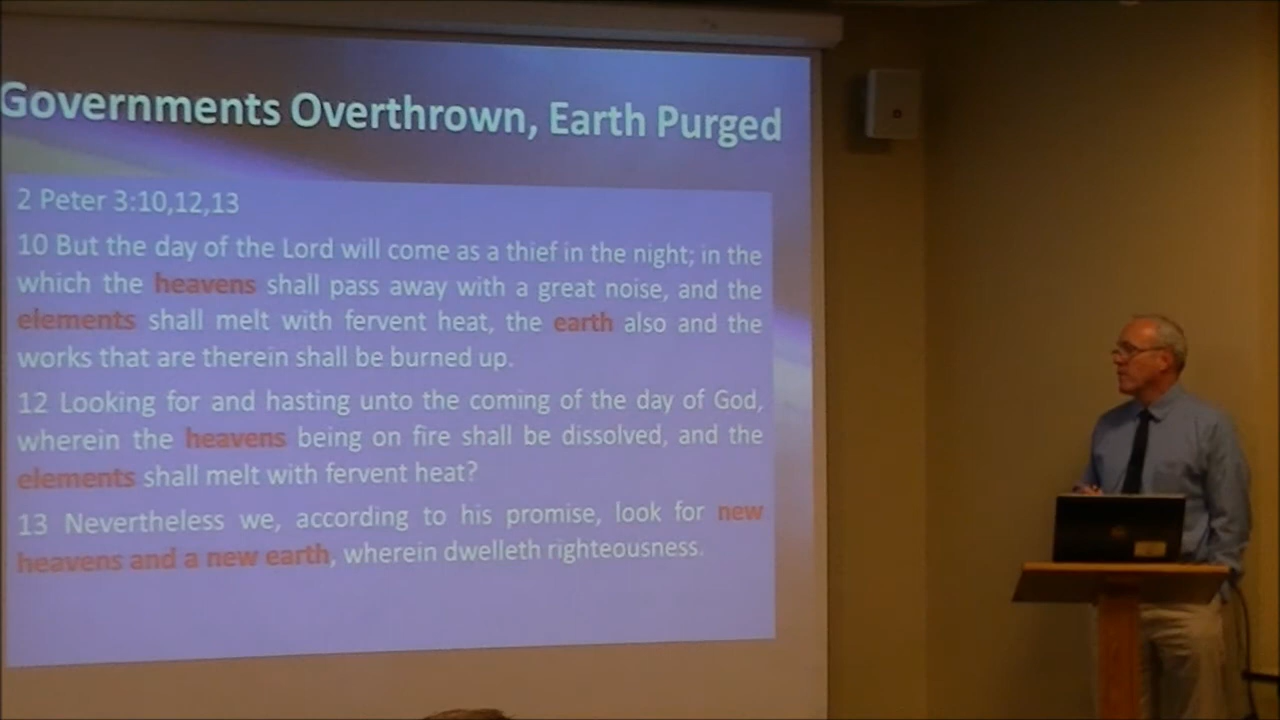 Governments Overthrown, Earth Purged
2 Peter 3:10,12,13
10 But the day of the Lord will come as a thief in the night; in the
which the heavens shall pass away with a great noise, and the
elements shall melt with fervent heat, the earth also and the
works that are therein shall be burned up.
12 Looking for and hasting unto the coming of the day of God,
wherein the heavens being on fire shall be dissolved, and the
elements shall melt with fervent heat?
13 Nevertheless we, according to his promise, look for new
heavens and a new earth, wherein dwelleth righteousness.